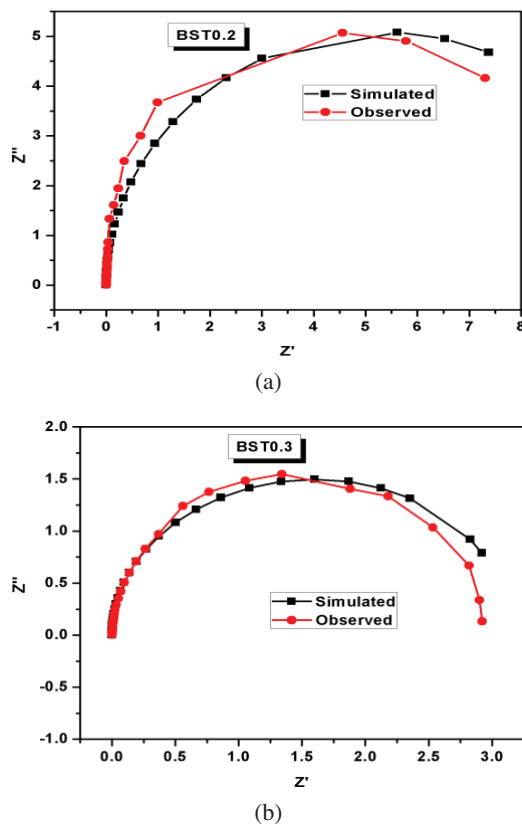 BST0.2
5
4
3
2
1
0
Z"
Simulated
Observed
-1 0 1 2 3 4 5 6 7 8
Z'
(a)
2.0
BST0.3
1.5
1.0
0.5
0.0
-0.5
-1.0
Z"
Simulated
Observed
0.0 0.5 1.0 1.5 2.0 2.5 3.0
Z'
(b)